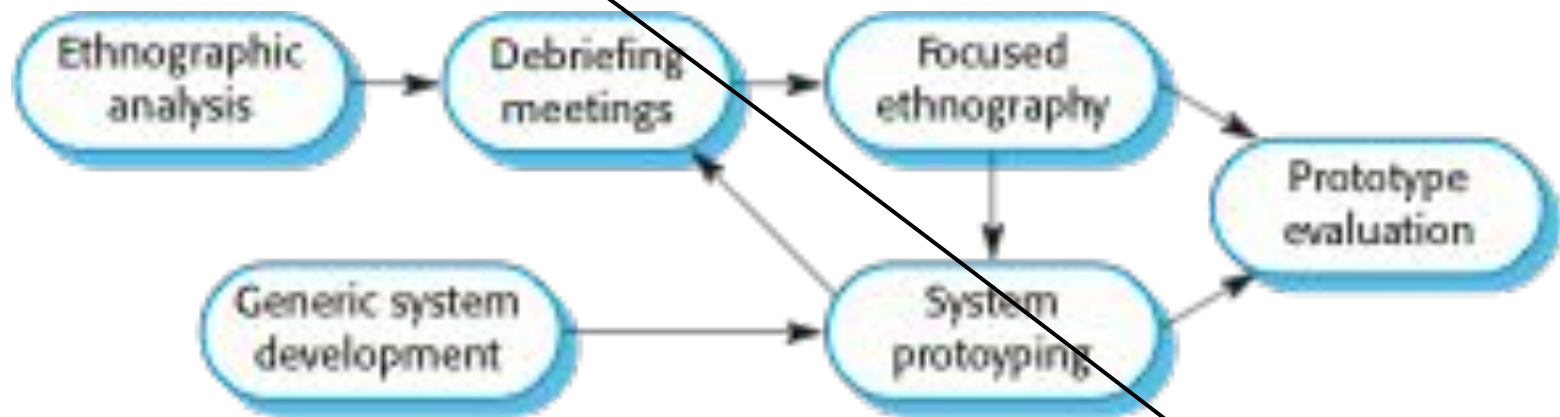 Ethnographic
analysis
Debriefing
meetings
Focused
ethnography
Prototype
evaluation
Generic system
development
System
protoyping